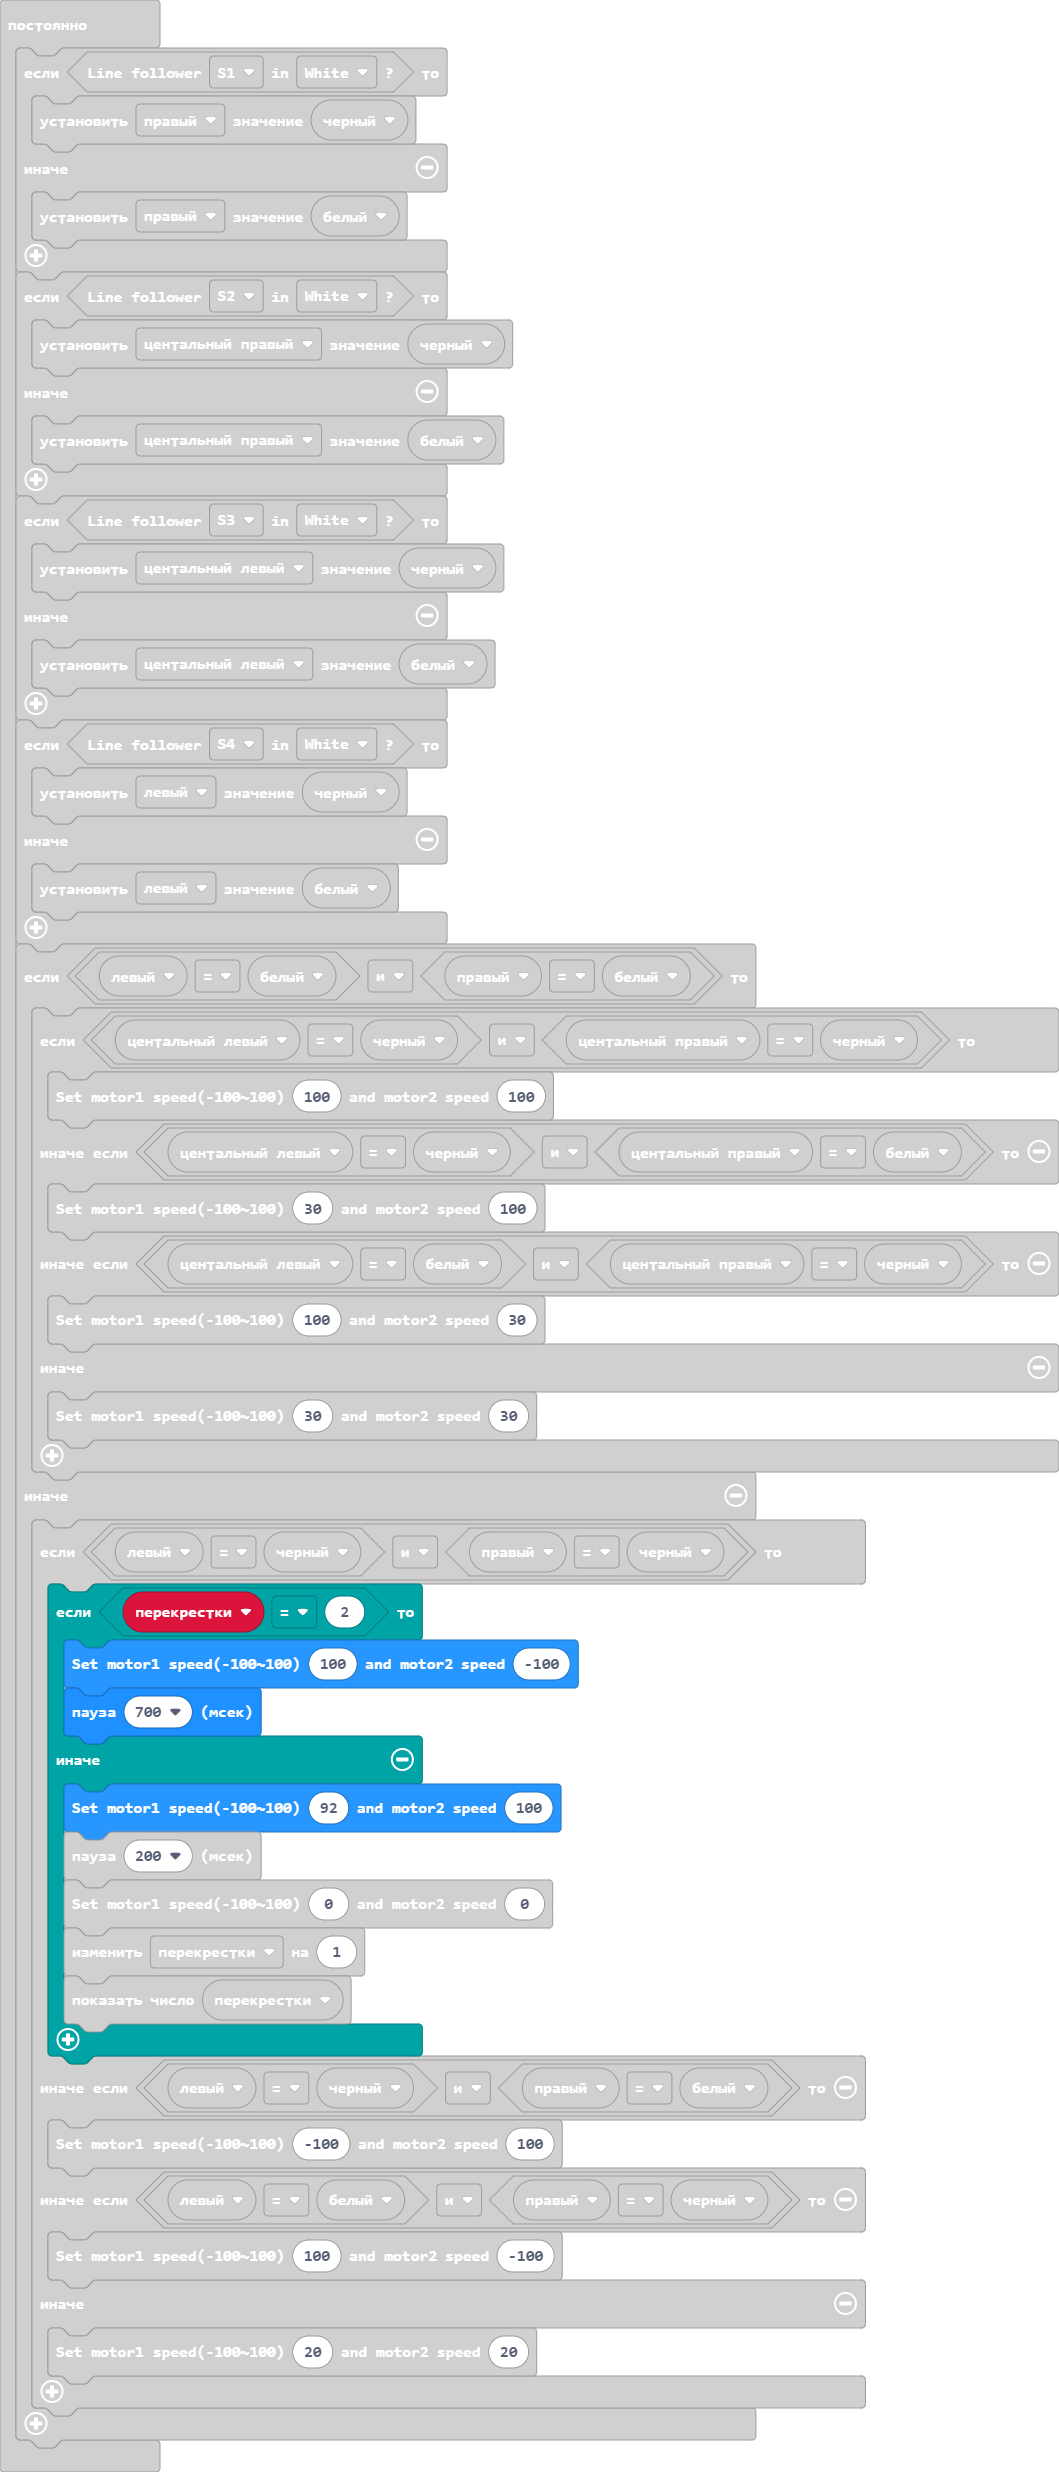 постоянно
если Line follower S1 in White ? то
установить правый значение черный
иначе
установить правый значение белый
если Line follower S2 in White ? то
установить центальный правый значение черный
иначе
установить центальный правый значение белый
если Line follower S3 in White ? то
установить центальный левый значение черный
иначе
установить центальный левый значение белый
если Line follower S4 in White ? то
установить левый значение черный
иначе
установить левый значение белый
если левый = белый и правый = белый то
если центальный левый = черный и центальный правый = черный то
Set motor1 speed(-100~100) 100 and motor2 speed 100
иначе если центальный левый = черный и центальный правый = белый то
Set motor1 speed(-100~100) 30 and motor2 speed 100
иначе если центальный левый = белый и центальный правый = черный то
Set motor1 speed(-100~100) 100 and motor2 speed 30
иначе
Set motor1 speed(-100~100) 30 and motor2 speed 30
иначе
если левый = черный и правый = черный то
если перекрестки = 2 то
Set motor1 speed(-100~100) 100 and motor2 speed -100
пауза 700 (мсек)
иначе
Set motor1 speed(-100~100) 92 and motor2 speed 100
пауза 200 (мсек)
Set motor1 speed(-100~100) 0 and motor2 speed 0
изменить перекрестки на 1
показать число перекрестки
иначе если левый = черный и правый = белый то
Set motor1 speed(-100~100) -100 and motor2 speed 100
иначе если левый = белый и правый = черный то
Set motor1 speed(-100~100) 100 and motor2 speed -100
иначе
Set motor1 speed(-100~100) 20 and motor2 speed 20